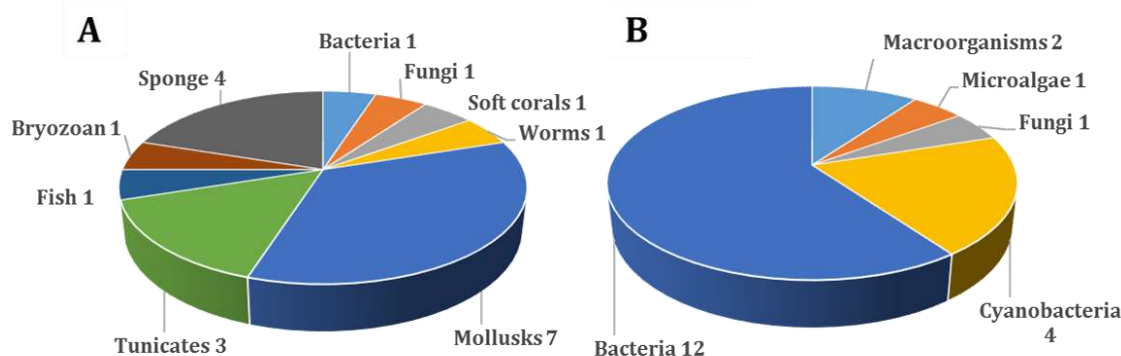 A
Bacteria 1
Fungi 1
Soft corals 1
Worms 1
Mollusks 7
Tunicates 3
Fish 1
Bryozoan 1
Sponge 4
B
Macroorganisms 2
Microalgae 1
Fungi 1
Cyanobacteria
4
Bacteria 12